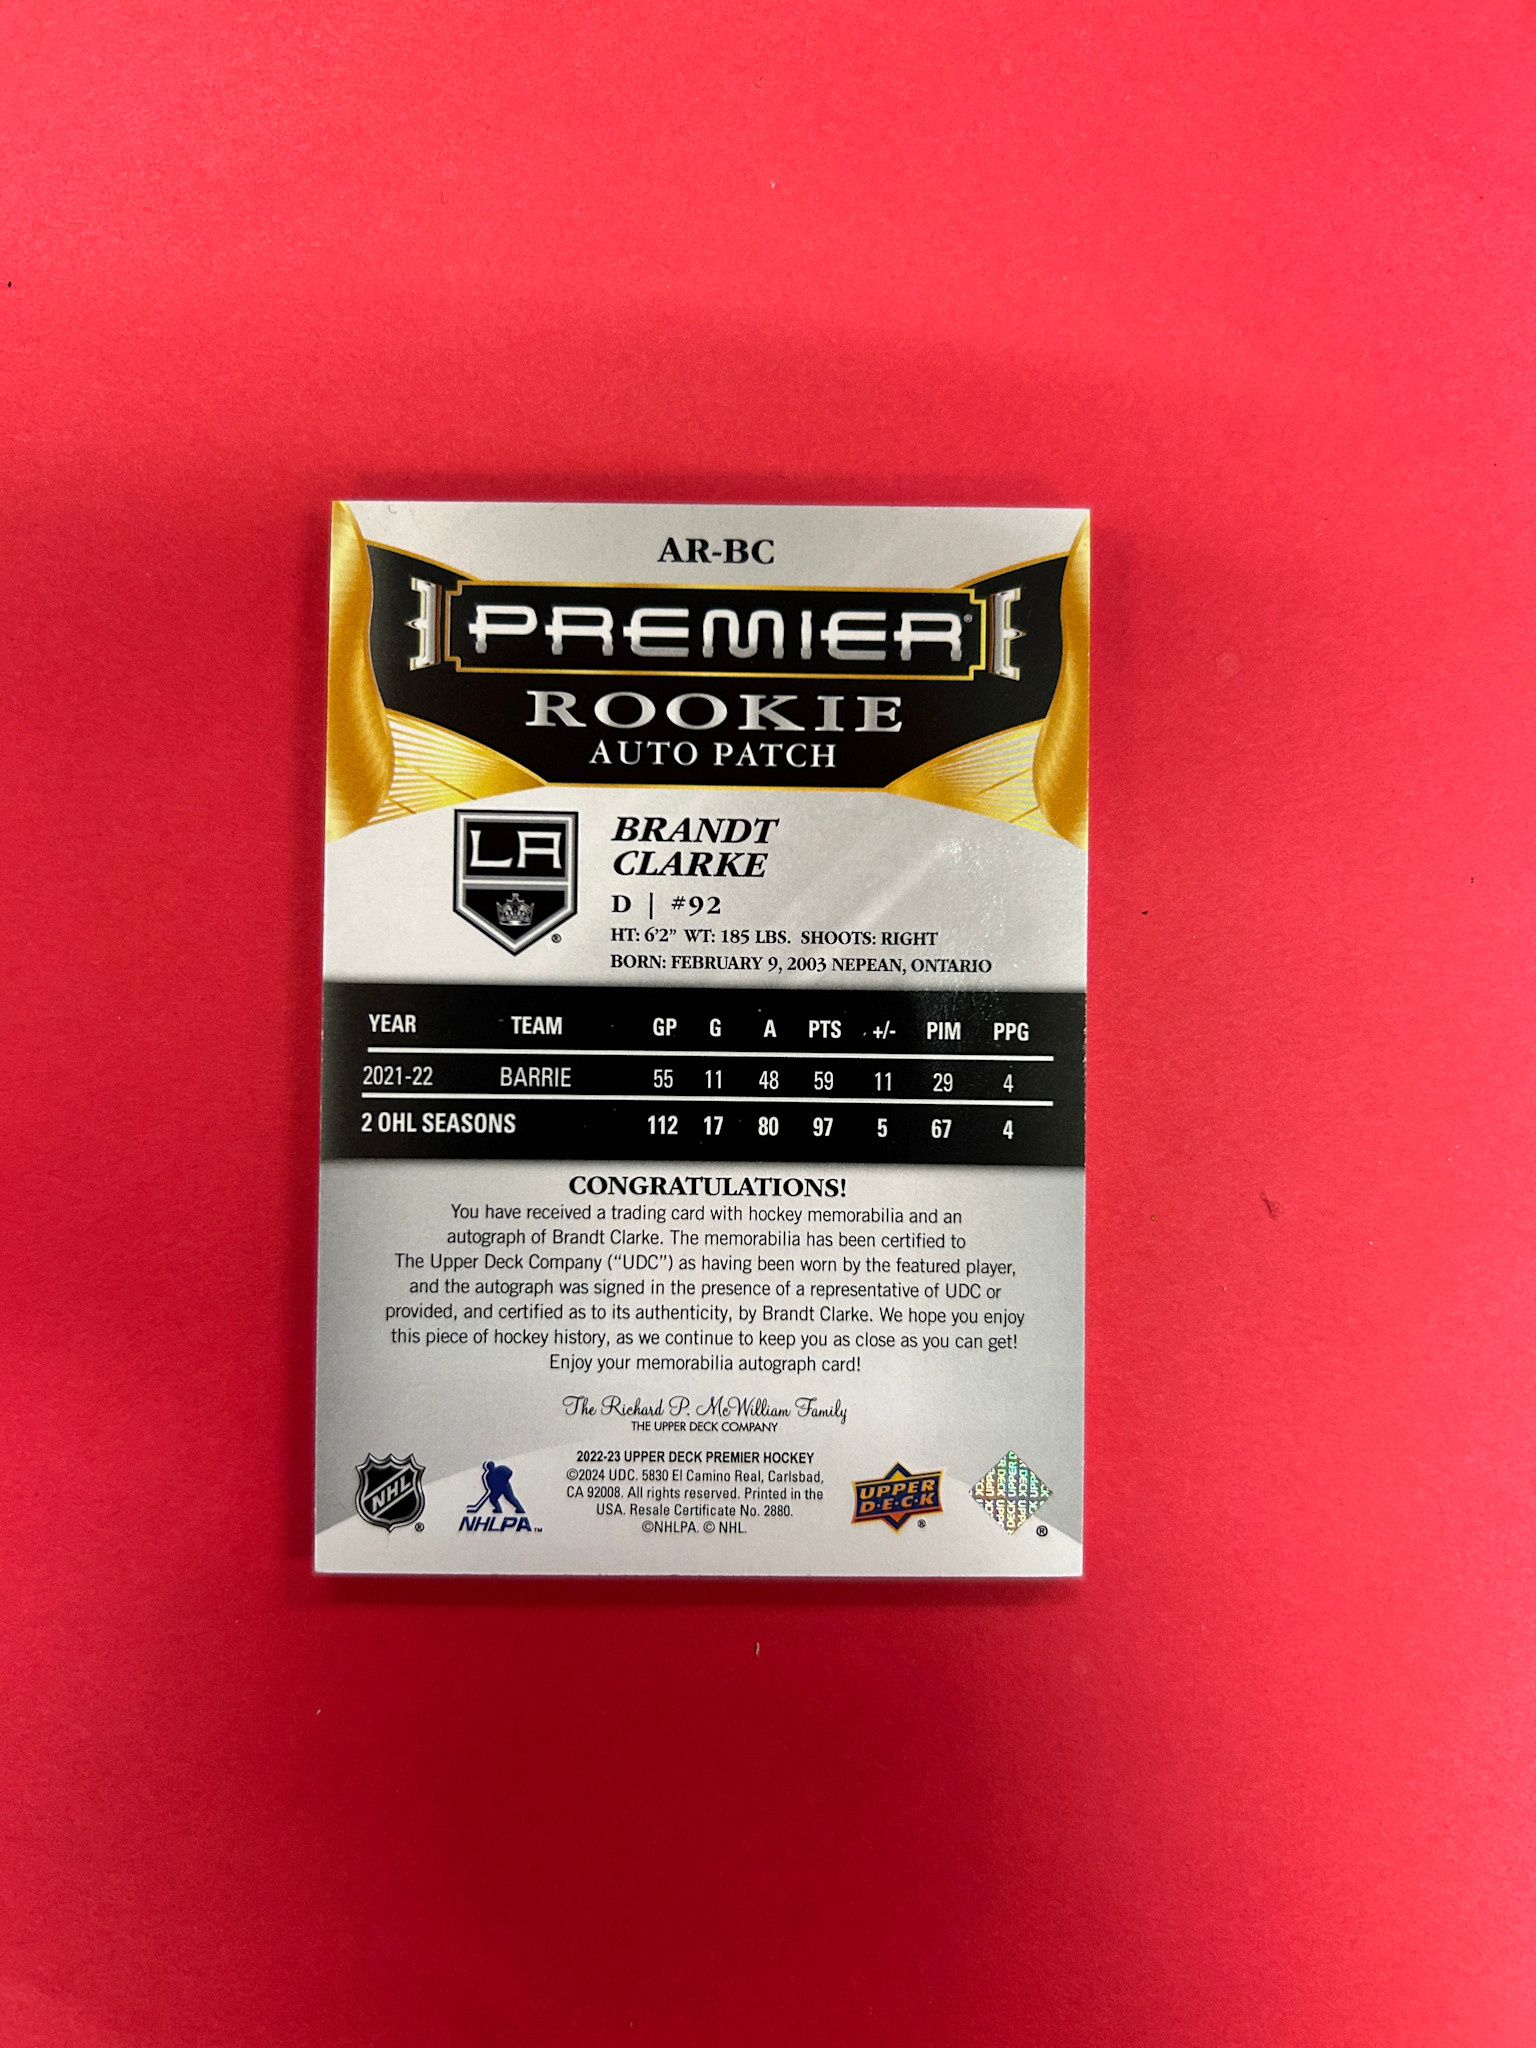 AR-BC
PREMIER®
ROOKIE
AUTO PATCH
LA
®
BRANDT
CLARKE
D | #92
HT: 6'2" WT: 185 LBS. SHOOTS: RIGHT
BORN: FEBRUARY 9, 2003 NEPEAN, ONTARIO
YEAR TEAM GP G A PTS +/- PIM PPG
2021-22 BARRIE 55 11 48 59 11 29 4
2 OHL SEASONS 112 17 80 97 5 67 4
CONGRATULATIONS!
You have received a trading card with hockey memorabilia and an
autograph of Brandt Clarke. The memorabilia has been certified to
The Upper Deck Company ("UDC") as having been worn by the featured player,
and the autograph was signed in the presence of a representative of UDC or
provided, and certified as to its authenticity, by Brandt Clarke. We hope you enjoy
this piece of hockey history, as we continue to keep you as close as you can get!
Enjoy your memorabilia autograph card!
The Richard P. McWilliam Family
THE UPPER DECK COMPANY
2022-23 UPPER DECK PREMIER HOCKEY
©2024 UDC. 5830 El Camino Real, Carlsbad,
CA 92008. All rights reserved. Printed in the
USA. Resale Certificate No. 2880.
©NHLPA. © NHL.
NHL ®
NHLPA™
UPPER
D·E·C·K
®
UPPER DECK
®